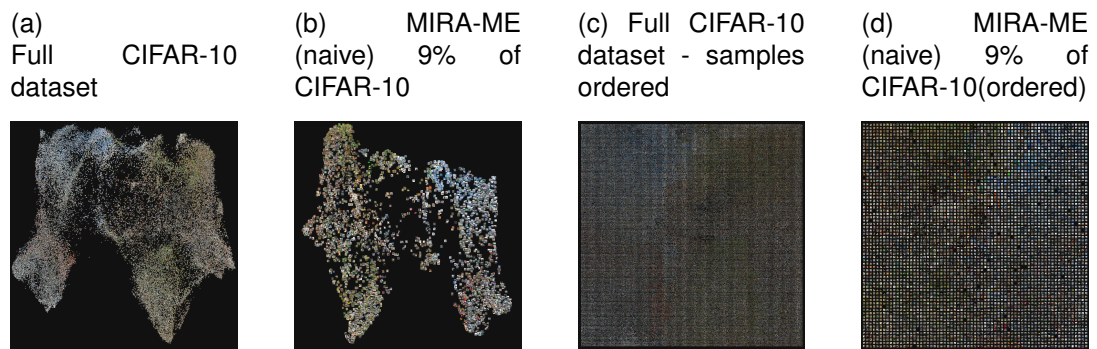 (a)
Full CIFAR-10
dataset
(b) MIRA-ME
(naive) 9% of
CIFAR-10
(c) Full CIFAR-10
dataset - samples
ordered
(d) MIRA-ME
(naive) 9% of
CIFAR-10(ordered)